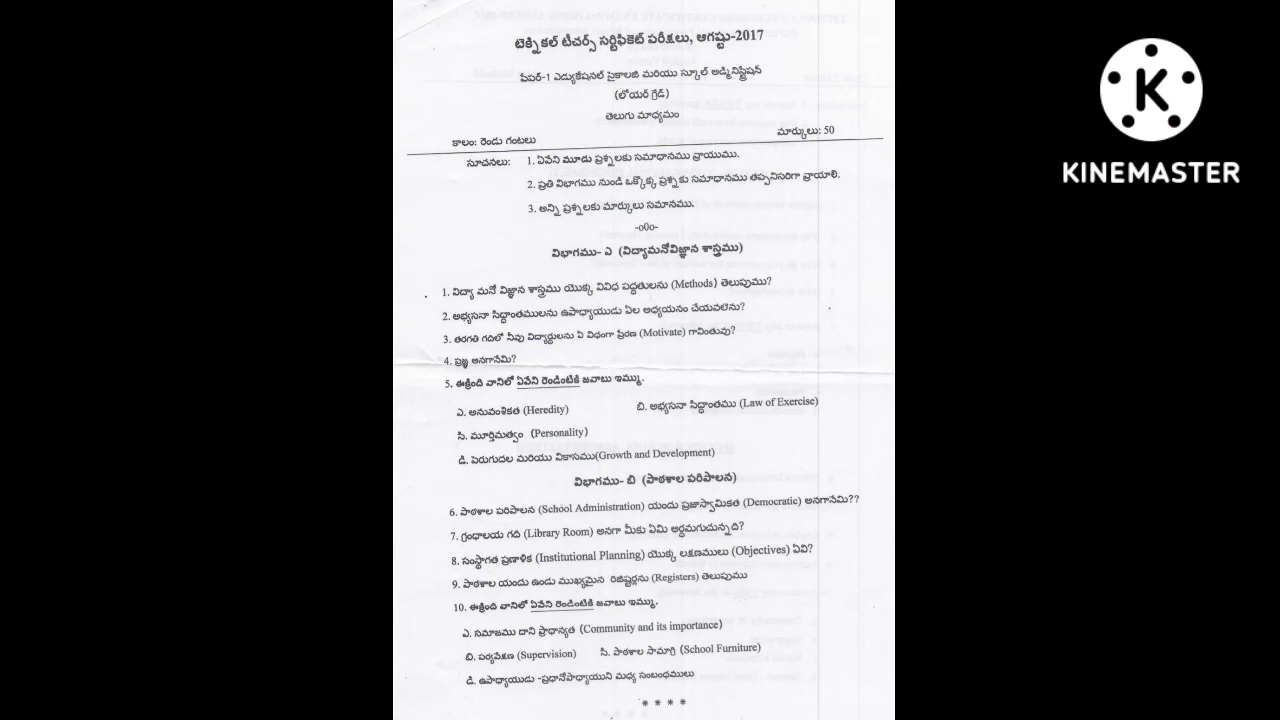 టెక్నికల్ టీచర్స్ సర్టిఫికెట్ పరీక్షలు, ఆగష్టు-2017
పేపర్-1 ఎడ్యుకేషనల్ సైకాలజి మరియు స్కూల్ అడ్మినిస్ట్రేషన్
(లోయర్ గ్రేడ్)
తెలుగు మాధ్యమం
కాలం: రెండు గంటలు మార్కులు: 50
సూచనలు: 1. ఏవేని మూడు ప్రశ్నలకు సమాధానము వ్రాయుము.
2. ప్రతి విభాగము నుండి ఒక్కొక్క ప్రశ్నకు సమాధానము తప్పనిసరిగా వ్రాయాలి.
3. అన్ని ప్రశ్నలకు మార్కులు సమానము.
-o0o-
విభాగము- ఎ (విద్యామనోవిజ్ఞాన శాస్త్రము)
1. విద్యా మనో విజ్ఞాన శాస్త్రము యొక్క వివిధ పద్ధతులను (Methods) తెలుపుము?
2. అభ్యసనా సిద్ధాంతములను ఉపాధ్యాయుడు ఏల అధ్యయనం చేయవలెను?
3. తరగతి గదిలో నీవు విద్యార్థులను ఏ విధంగా ప్రేరణ (Motivate) గావింతువు?
4. ప్రజ్ఞ అనగానేమి?
5. ఈక్రింది వానిలో ఏవేని రెండింటికి జవాబు ఇమ్ము.
ఎ. అనువంశికత (Heredity) బి. అభ్యసనా సిద్ధాంతము (Law of Exercise)
సి. మూర్తిమత్వం (Personality)
డి. పెరుగుదల మరియు వికాసము(Growth and Development)
విభాగము- బి (పాఠశాల పరిపాలన)
6. పాఠశాల పరిపాలన (School Administration) యందు ప్రజాస్వామికత (Democratic) అనగానేమి??
7. గ్రంధాలయ గది (Library Room) అనగా మీకు ఏమి అర్ధమగుచున్నది?
8. సంస్థాగత ప్రణాళిక (Institutional Planning) యొక్క లక్షణములు (Objectives) ఏవి?
9. పాఠశాల యందు ఉండు ముఖ్యమైన రిజిష్టర్లను (Registers) తెలుపుము
10. ఈక్రింది వానిలో ఏవేని రెండింటికి జవాబు ఇమ్ము.
ఎ. సమాజము దాని ప్రాధాన్యత (Community and its importance)
బి. పర్యవేక్షణ (Supervision) సి. పాఠశాల సామాగ్రి (School Furniture)
డి. ఉపాధ్యాయుడు -ప్రధానోపాధ్యాయుని మధ్య సంబంధములు
* * * *
K
KINEMASTER